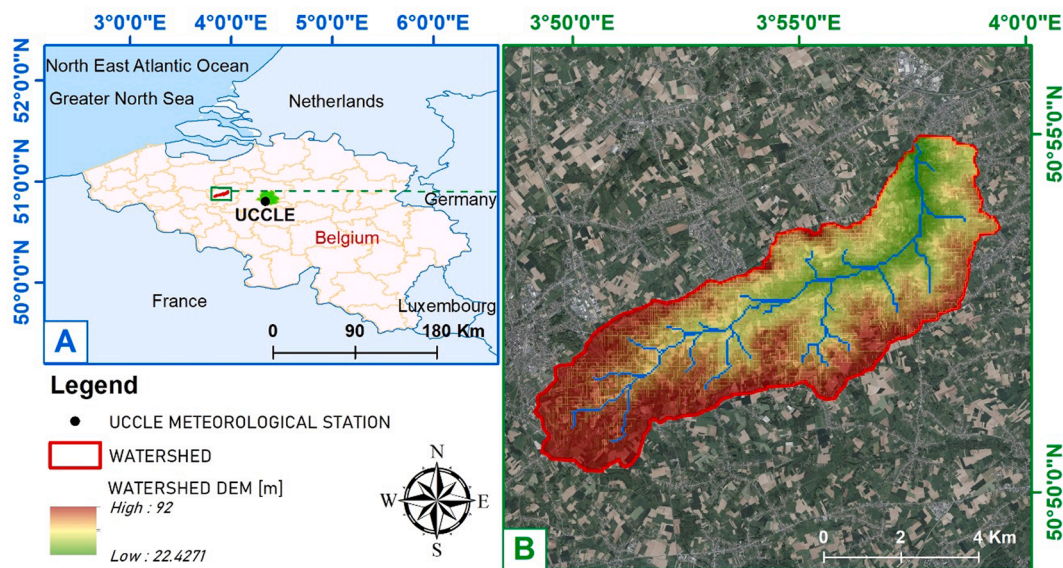 3°0'0"E 4°0'0"E 5°0'0"E 6°0'0"E
3°50'0"E 3°55'0"E 4°0'0"E
52°0'0"N
51°0'0"N
50°0'0"N
North East Atlantic Ocean
Greater North Sea
Netherlands
Germany
UCCLE
Belgium
France
Luxembourg
0 90 180 Km
A
50°55'0"N
50°50'0"N
B
0 2 4 Km
Legend
UCCLE METEOROLOGICAL STATION
WATERSHED
WATERSHED DEM [m]
High : 92
Low : 22.4271
N
W E
S